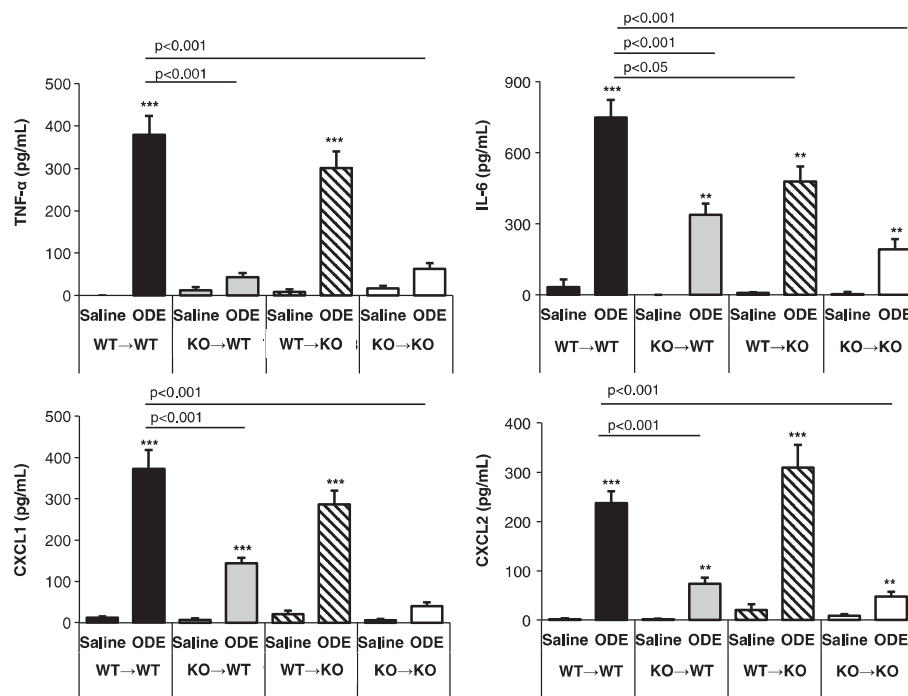 p<0.001
p<0.001
500
400
300
200
100
0
TNF-α (pg/mL)
***
***
Saline ODE Saline ODE Saline ODE Saline ODE
WT→WT KO→WT WT→KO KO→KO
p<0.001
p<0.001
p<0.05
900
600
300
0
IL-6 (pg/mL)
***
**
**
**
Saline ODE Saline ODE Saline ODE Saline ODE
WT→WT KO→WT WT→KO KO→KO
p<0.001
p<0.001
500
400
300
200
100
0
CXCL1 (pg/mL)
***
***
***
Saline ODE Saline ODE Saline ODE Saline ODE
WT→WT KO→WT WT→KO KO→KO
p<0.001
p<0.001
400
300
200
100
0
CXCL2 (pg/mL)
***
**
***
**
Saline ODE Saline ODE Saline ODE Saline ODE
WT→WT KO→WT WT→KO KO→KO